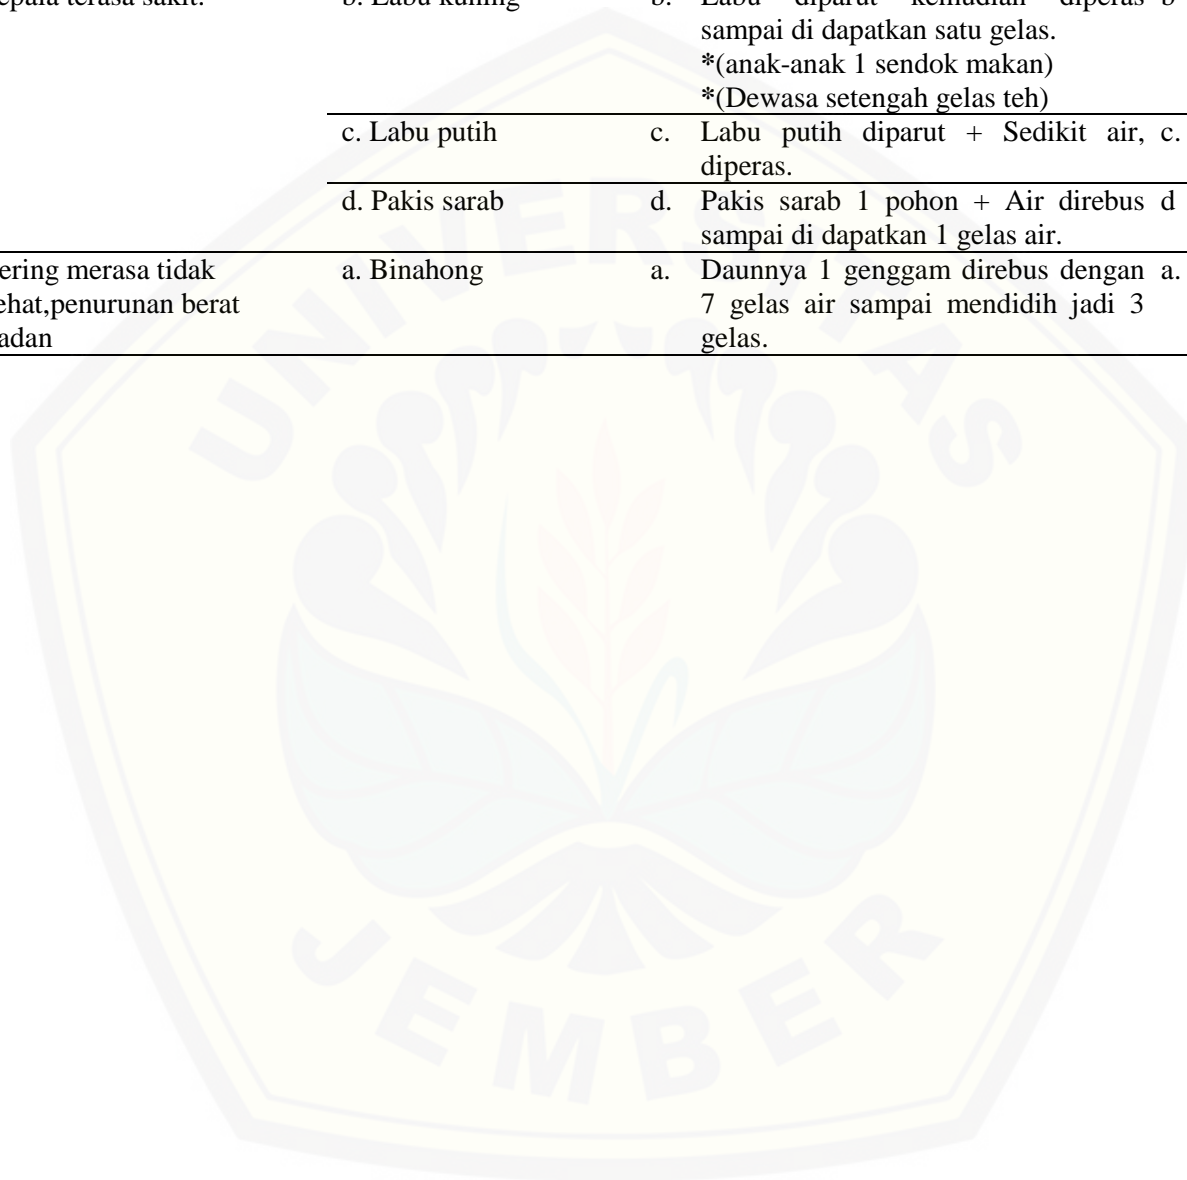 epala terasa sakit. b. Labu kuning b. Labu diparut kemudian diperas b
sampai di dapatkan satu gelas.
*(anak-anak 1 sendok makan)
*(Dewasa setengah gelas teh)
c. Labu putih c. Labu putih diparut + Sedikit air, c.
diperas.
d. Pakis sarab d. Pakis sarab 1 pohon + Air direbus d
sampai di dapatkan 1 gelas air.
ering merasa tidak a. Binahong a. Daunnya 1 genggam direbus dengan a.
ehat,penurunan berat 7 gelas air sampai mendidih jadi 3
adan gelas.
UNIVERSITAS
JEMBER